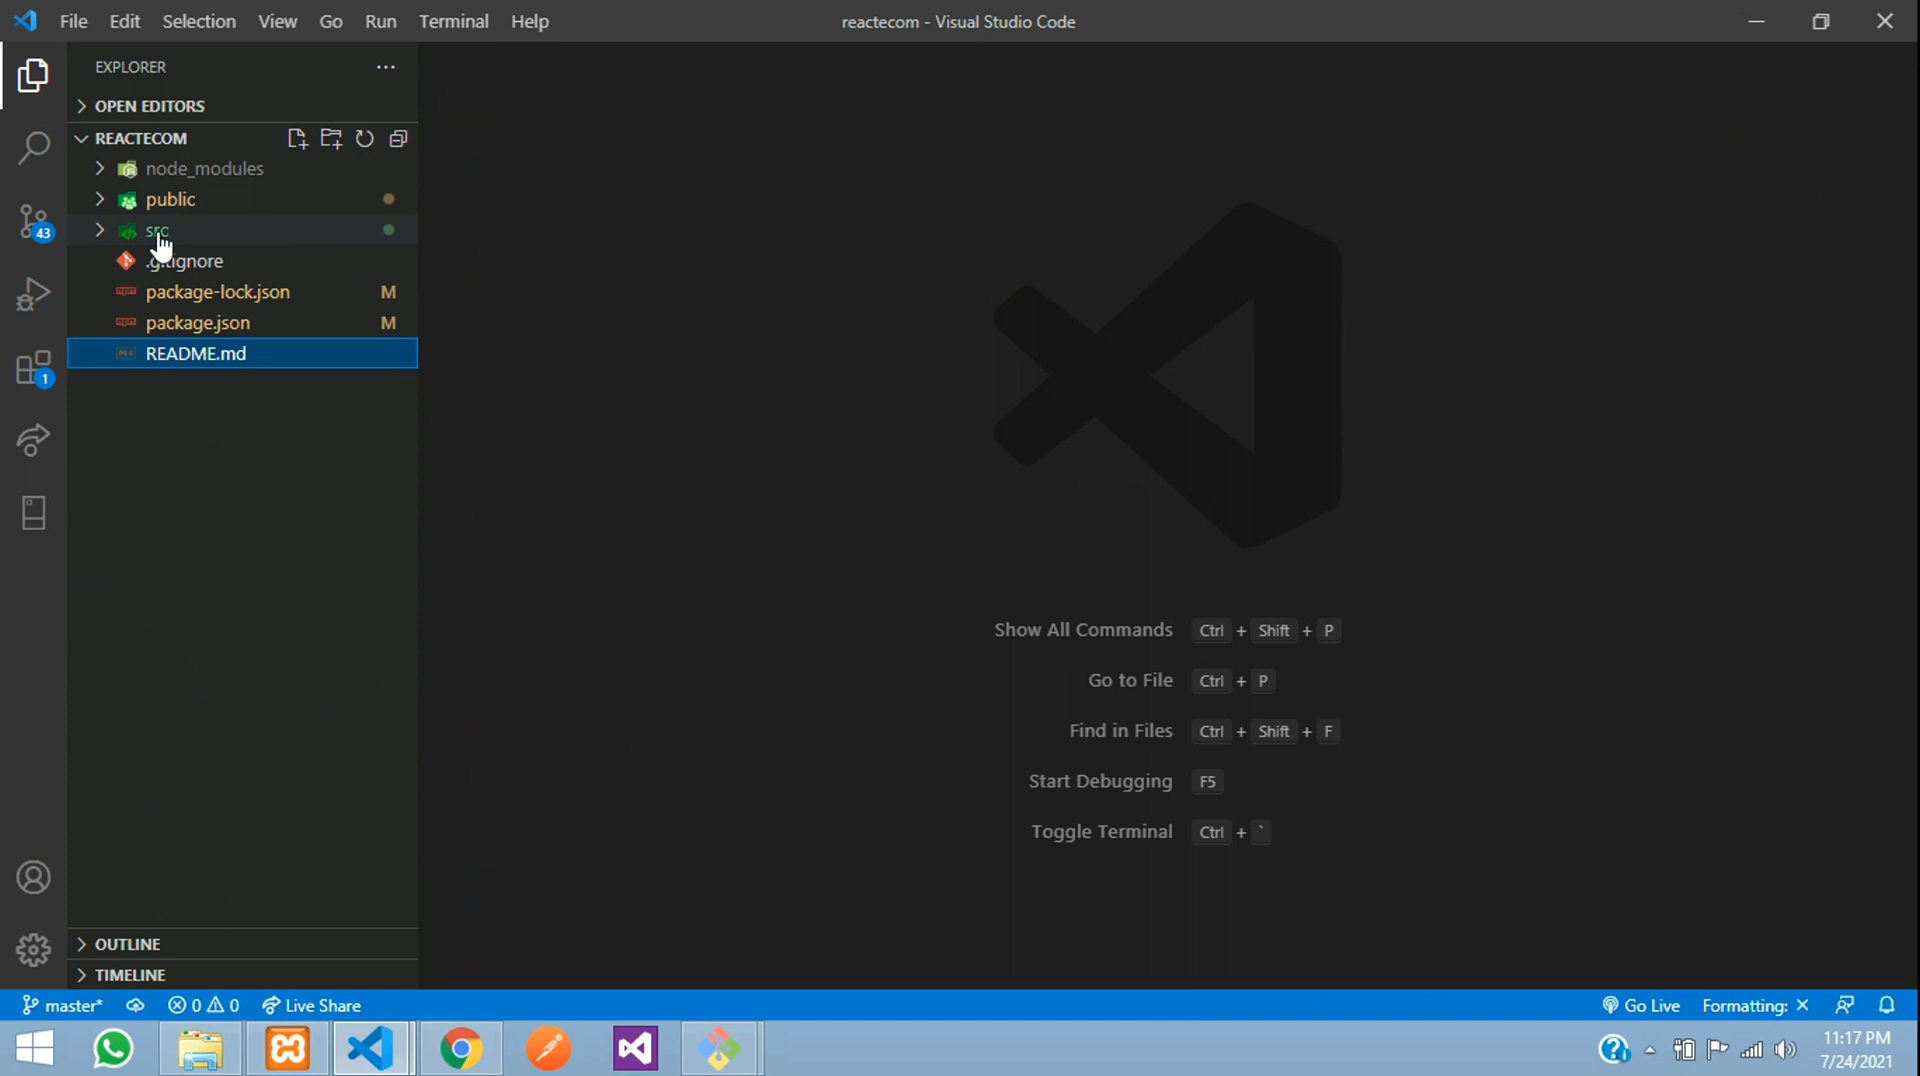 File Edit Selection View Go Run Terminal Help
reactecom - Visual Studio Code
EXPLORER
OPEN EDITORS
REACTECOM
node_modules
public
src
.gitignore
package-lock.json M
package.json M
README.md
43
1
Show All Commands Ctrl + Shift + P
Go to File Ctrl + P
Find in Files Ctrl + Shift + F
Start Debugging F5
Toggle Terminal Ctrl + `
OUTLINE
TIMELINE
master* 0 0 Live Share
Go Live Formatting: ×
11:17 PM
7/24/2021